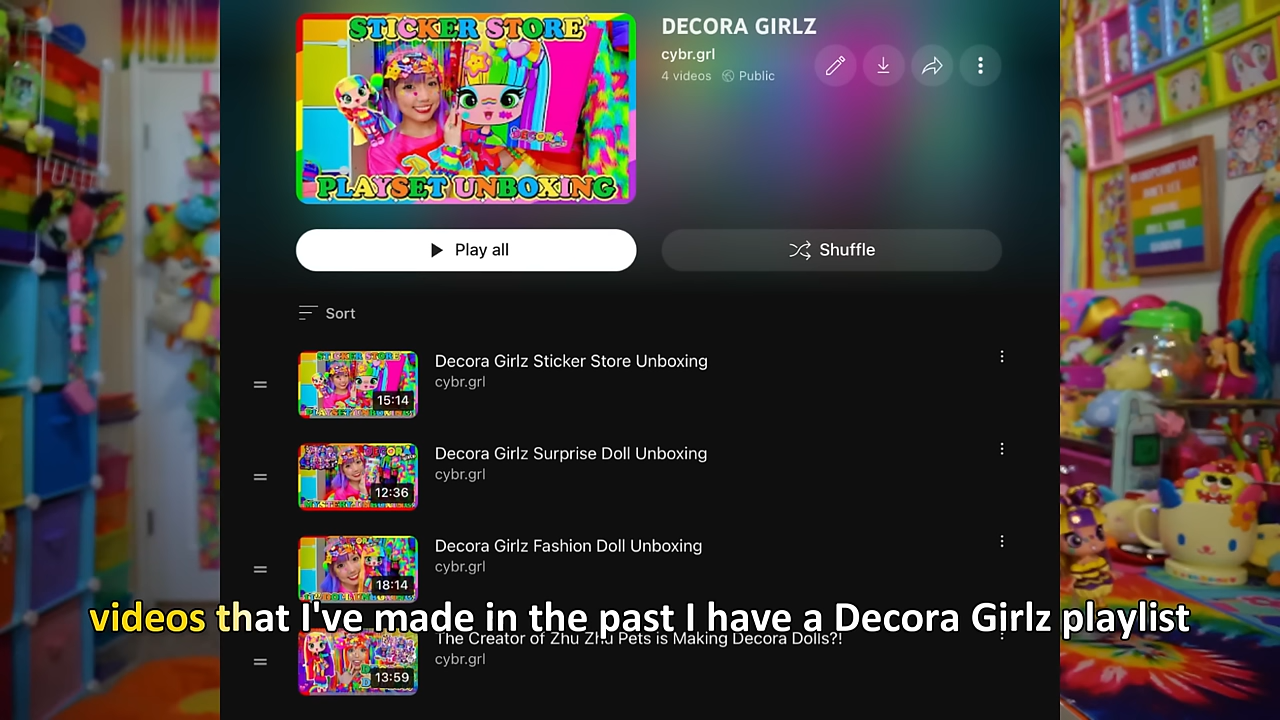 STICKER STORE
DECORA
PLAYSET UNBOXING
DECORA GIRLZ
cybr.grl
4 videos Public
Play all
Shuffle
Sort
15:14
Decora Girlz Sticker Store Unboxing
cybr.grl
12:36
Decora Girlz Surprise Doll Unboxing
cybr.grl
18:14
Decora Girlz Fashion Doll Unboxing
cybr.grl
videos that I've made in the past I have a Decora Girlz playlist
The Creator of Zhu Zhu Pets is Making Decora Dolls?!
cybr.grl
13:59